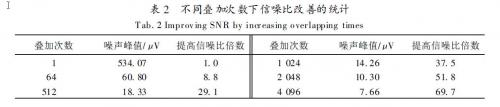 表 2 不同叠加次数下信噪比改善的统计
Tab. 2 Improving SNR by increasing overlapping times
叠加次数 噪声峰值/μV 提高信噪比倍数 叠加次数 噪声峰值/μV 提高信噪比倍数
1 534.07 1.0 1 024 14.26 37.5
64 60.80 8.8 2 048 10.30 51.8
512 18.33 29.1 4 096 7.66 69.7